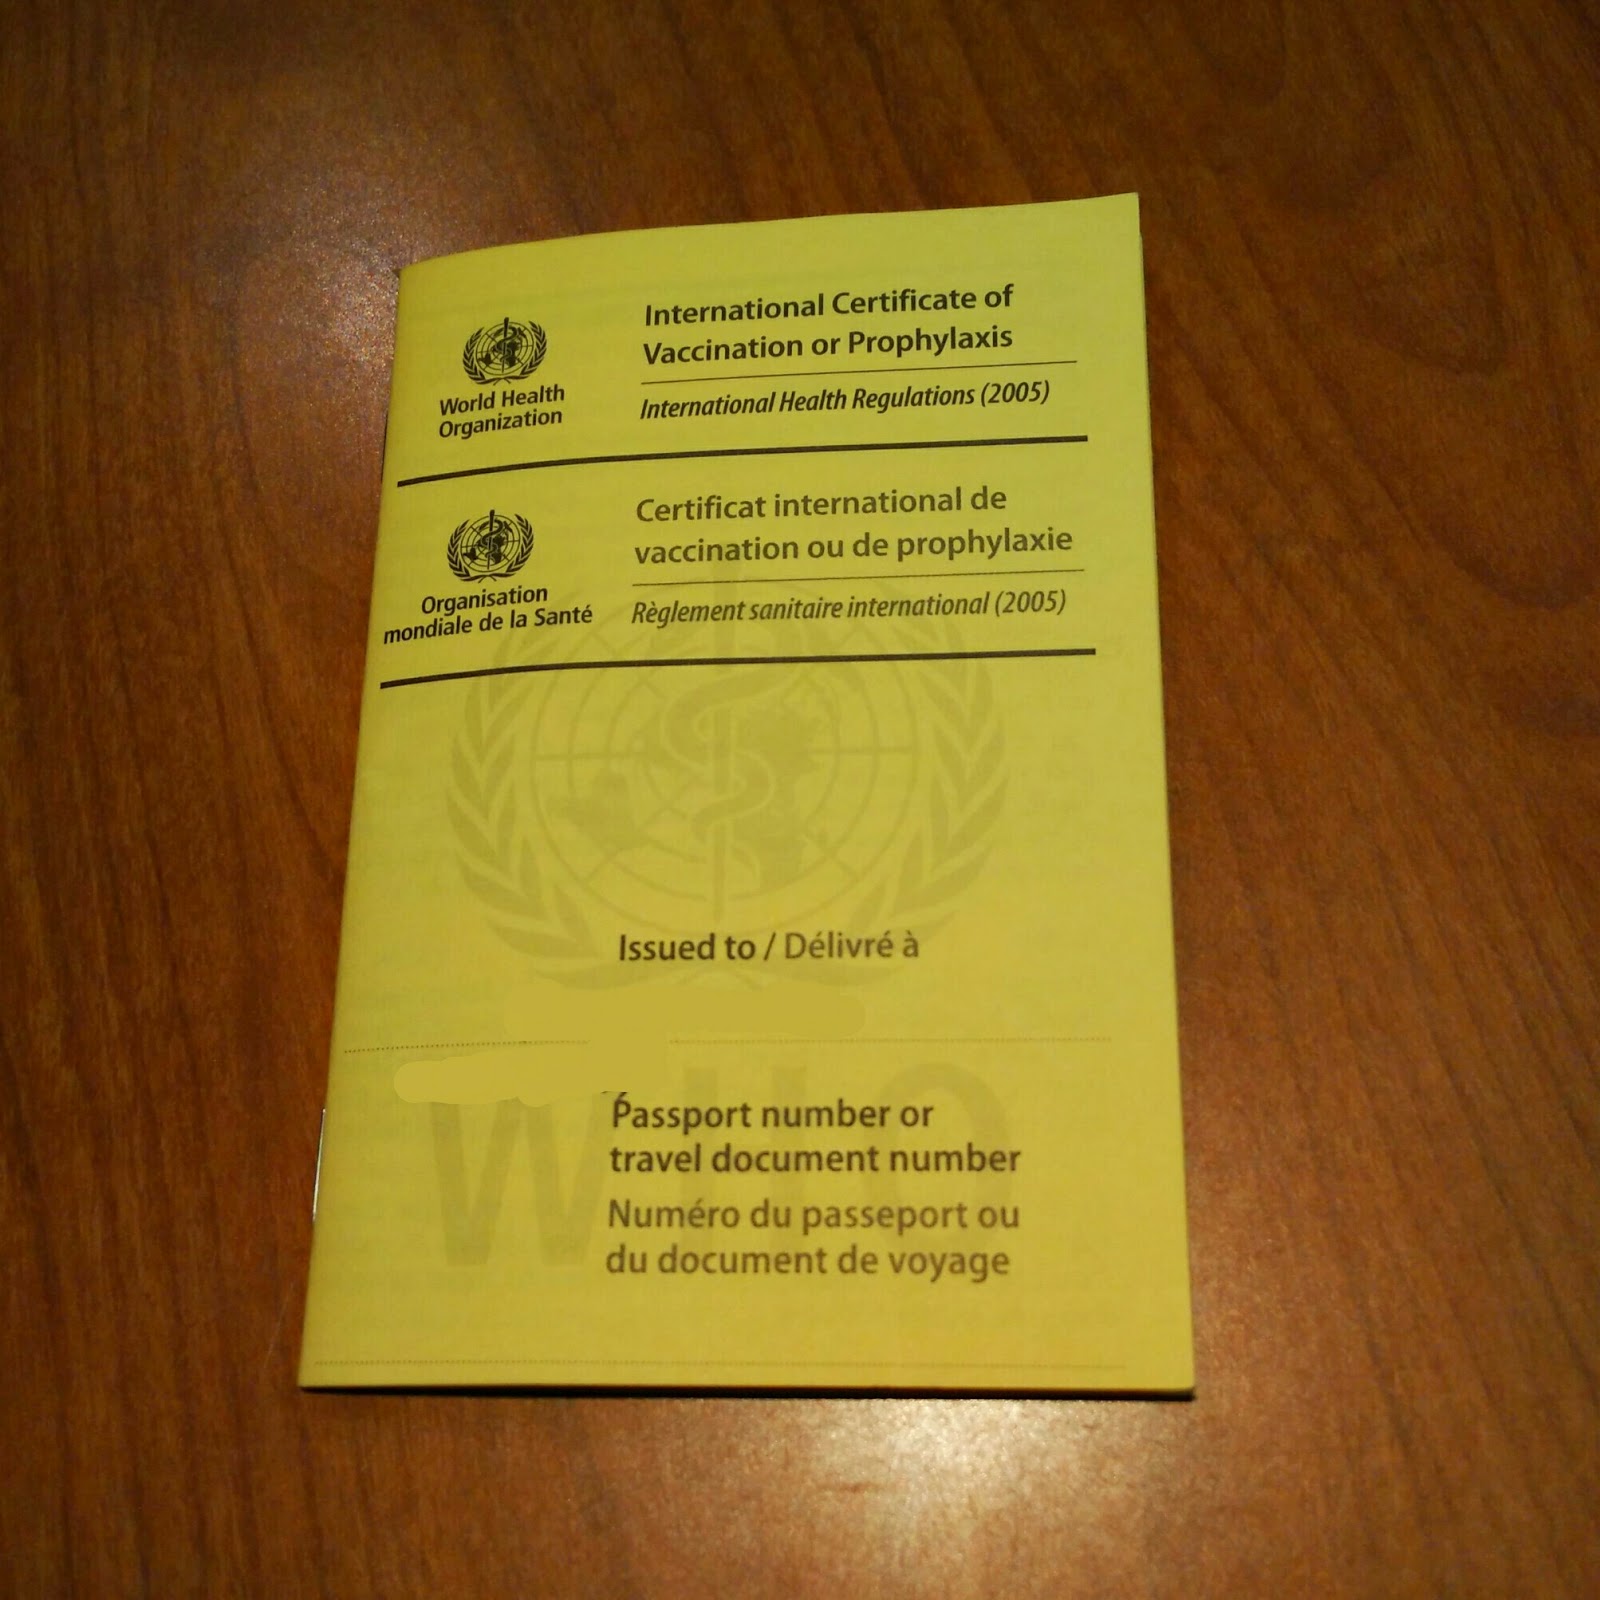 World Health
Organization
International Certificate of
Vaccination or Prophylaxis
International Health Regulations (2005)
Organisation
mondiale de la Santé
Certificat international de
vaccination ou de prophylaxie
Règlement sanitaire international (2005)
Issued to / Délivré à
WHO
Passport number or
travel document number
Numéro du passeport ou
du document de voyage